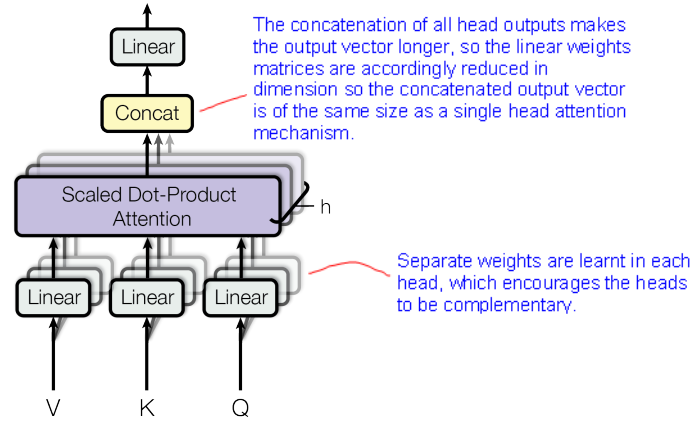 Linear
The concatenation of all head outputs makes
the output vector longer, so the linear weights
matrices are accordingly reduced in
dimension so the concatenated output vector
is of the same size as a single head attention
mechanism.
Concat
Scaled Dot-Product
Attention
h
Separate weights are learnt in each
head, which encourages the heads
to be complementary.
Linear
Linear
Linear
V
K
Q